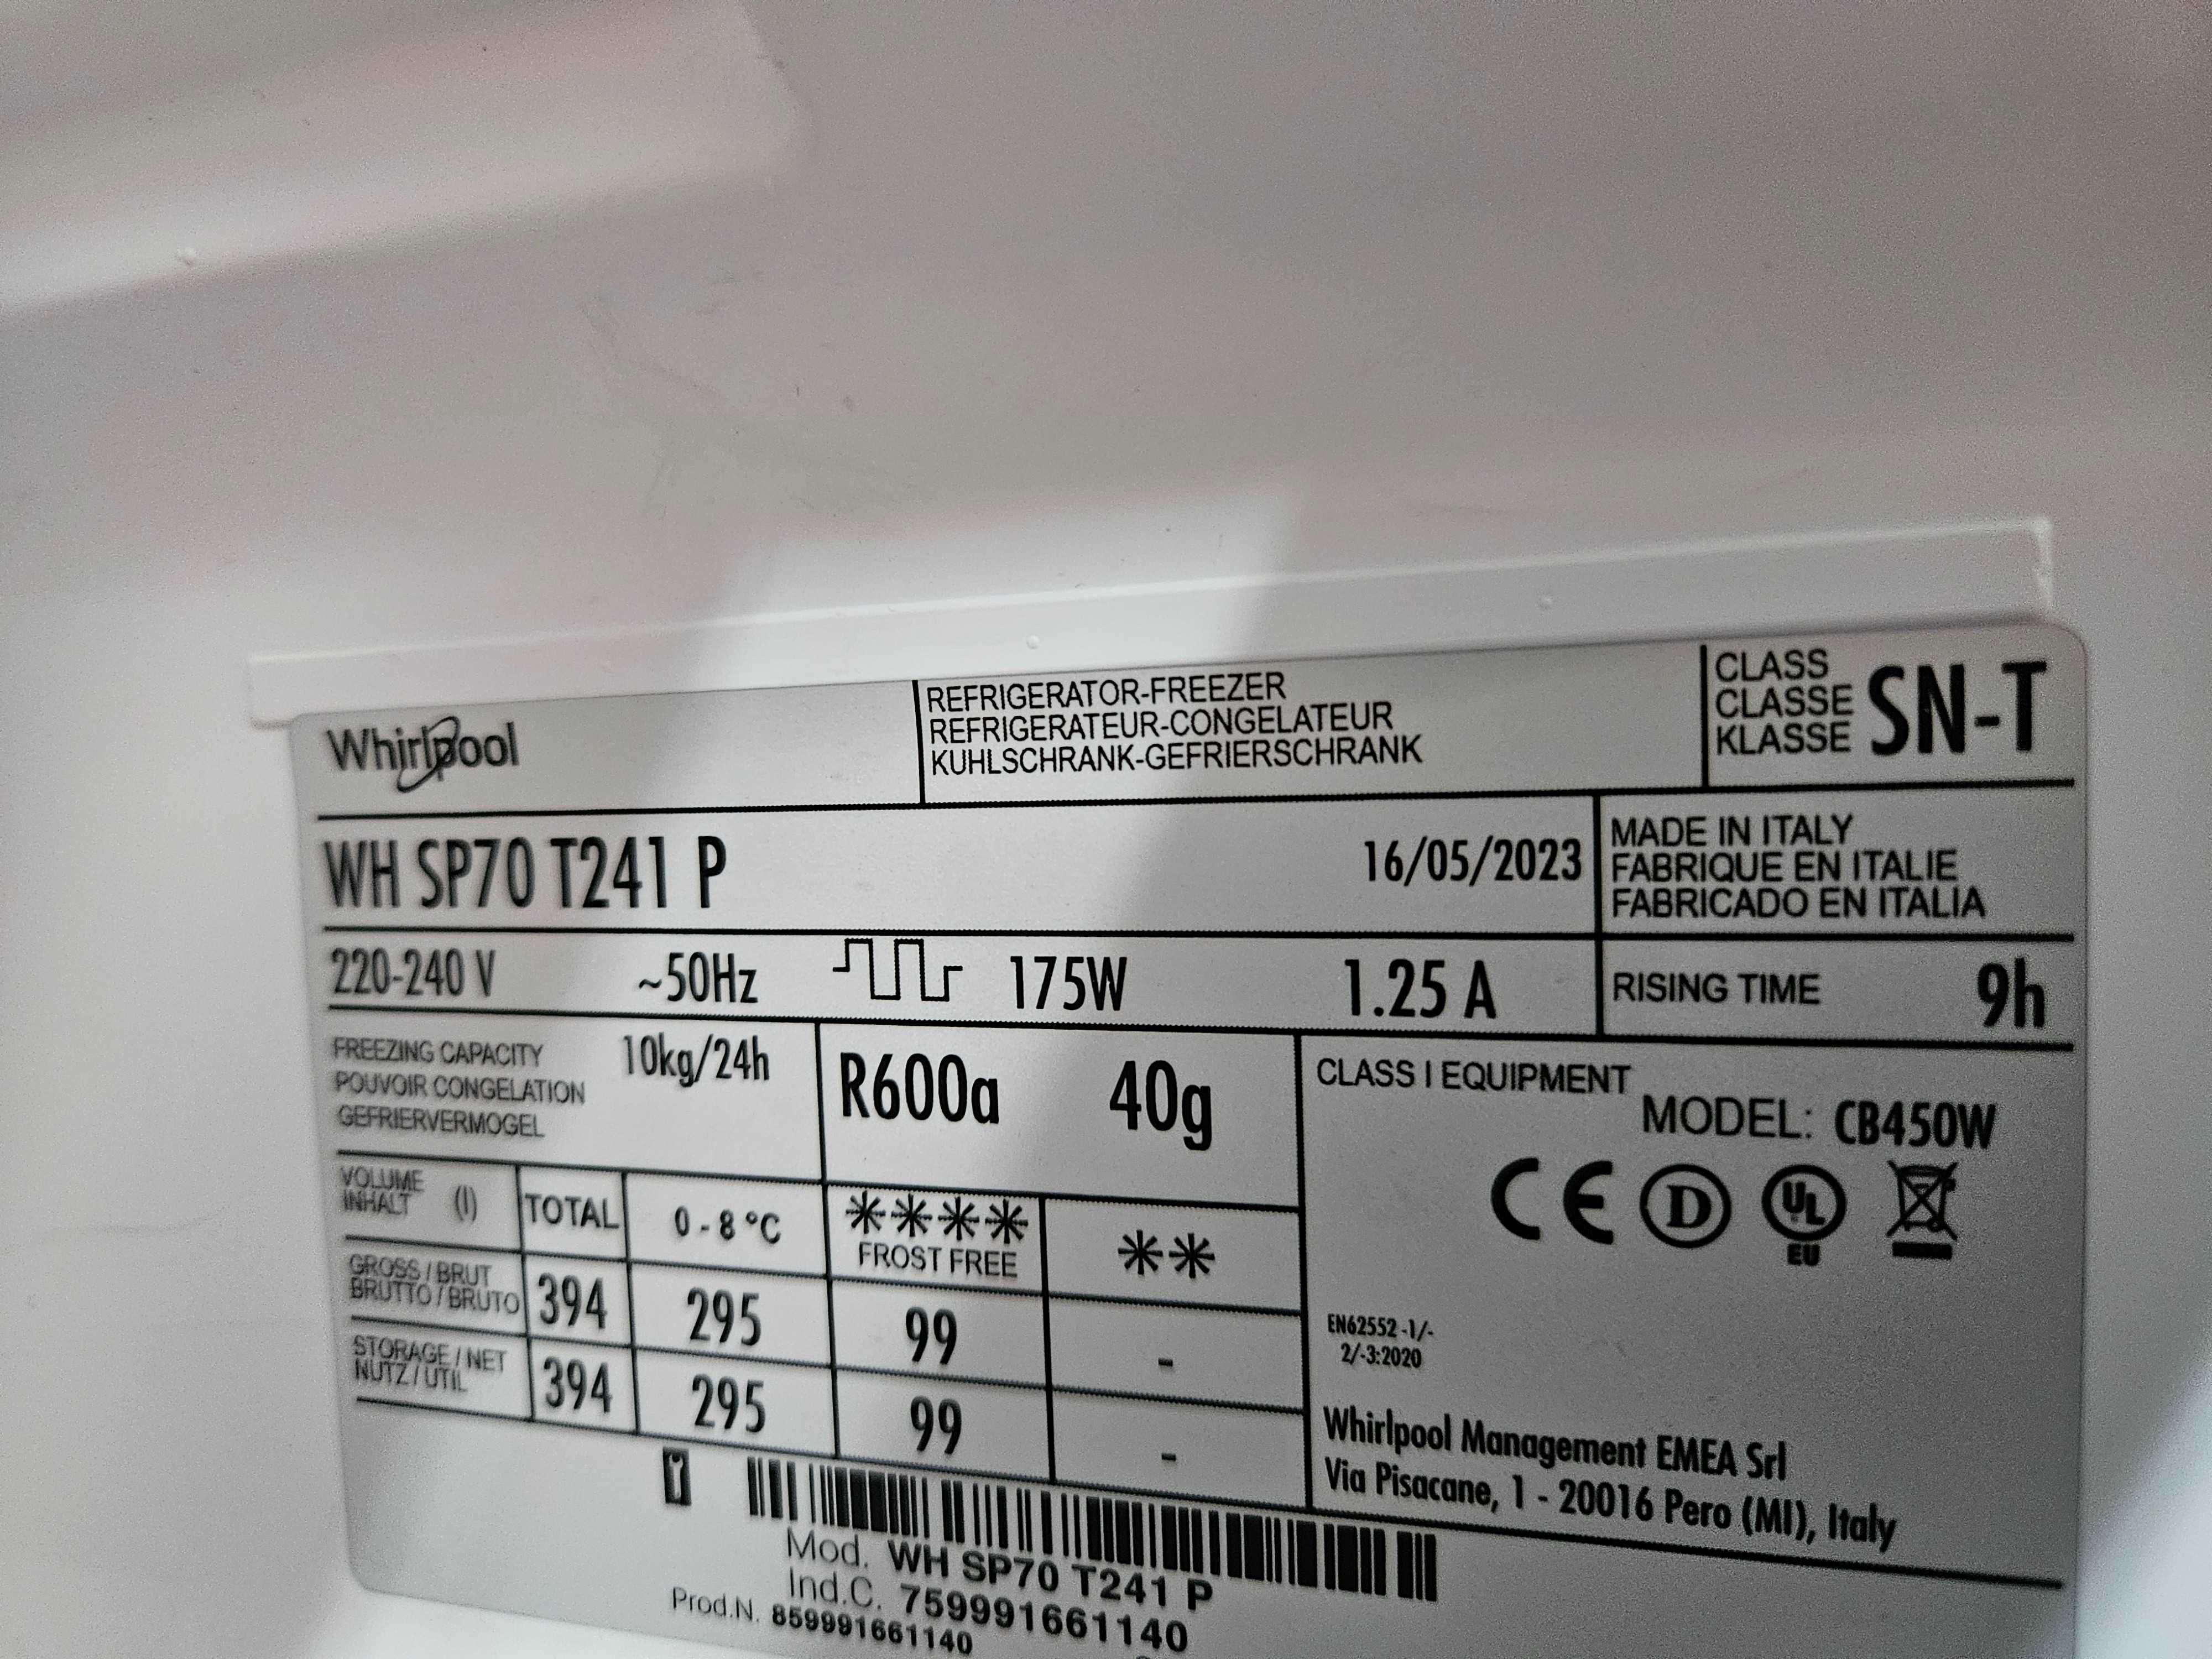 Whirlpool
REFRIGERATOR-FREEZER
REFRIGERATEUR-CONGELATEUR
KUHLSCHRANK-GEFRIERSCHRANK
CLASS
CLASSE
KLASSE
SN-T
WH SP70 T241 P
16/05/2023
MADE IN ITALY
FABRIQUE EN ITALIE
FABRICADO EN ITALIA
220-240 V ~50Hz 175W 1.25 A
RISING TIME 9h
FREEZING CAPACITY 10kg/24h
POUVOIR CONGELATION
GEFRIERVERMOGEL
R600a 40g
CLASS I EQUIPMENT
MODEL: CB450W
CE D UL EU
VOLUME
INHALT (l)
TOTAL
0 - 8 °C
****
FROST FREE
**
GROSS / BRUT
BRUTTO / BRUTO
394 295 99 -
STORAGE / NET
NUTZ / UTIL
394 295 99 -
EN62552 -1/-
2/-3:2020
Whirlpool Management EMEA Srl
Via Pisacane, 1 - 20016 Pero (MI), Italy
Mod. WH SP70 T241 P
Ind.C. 759991661140
Prod.N. 859991661140